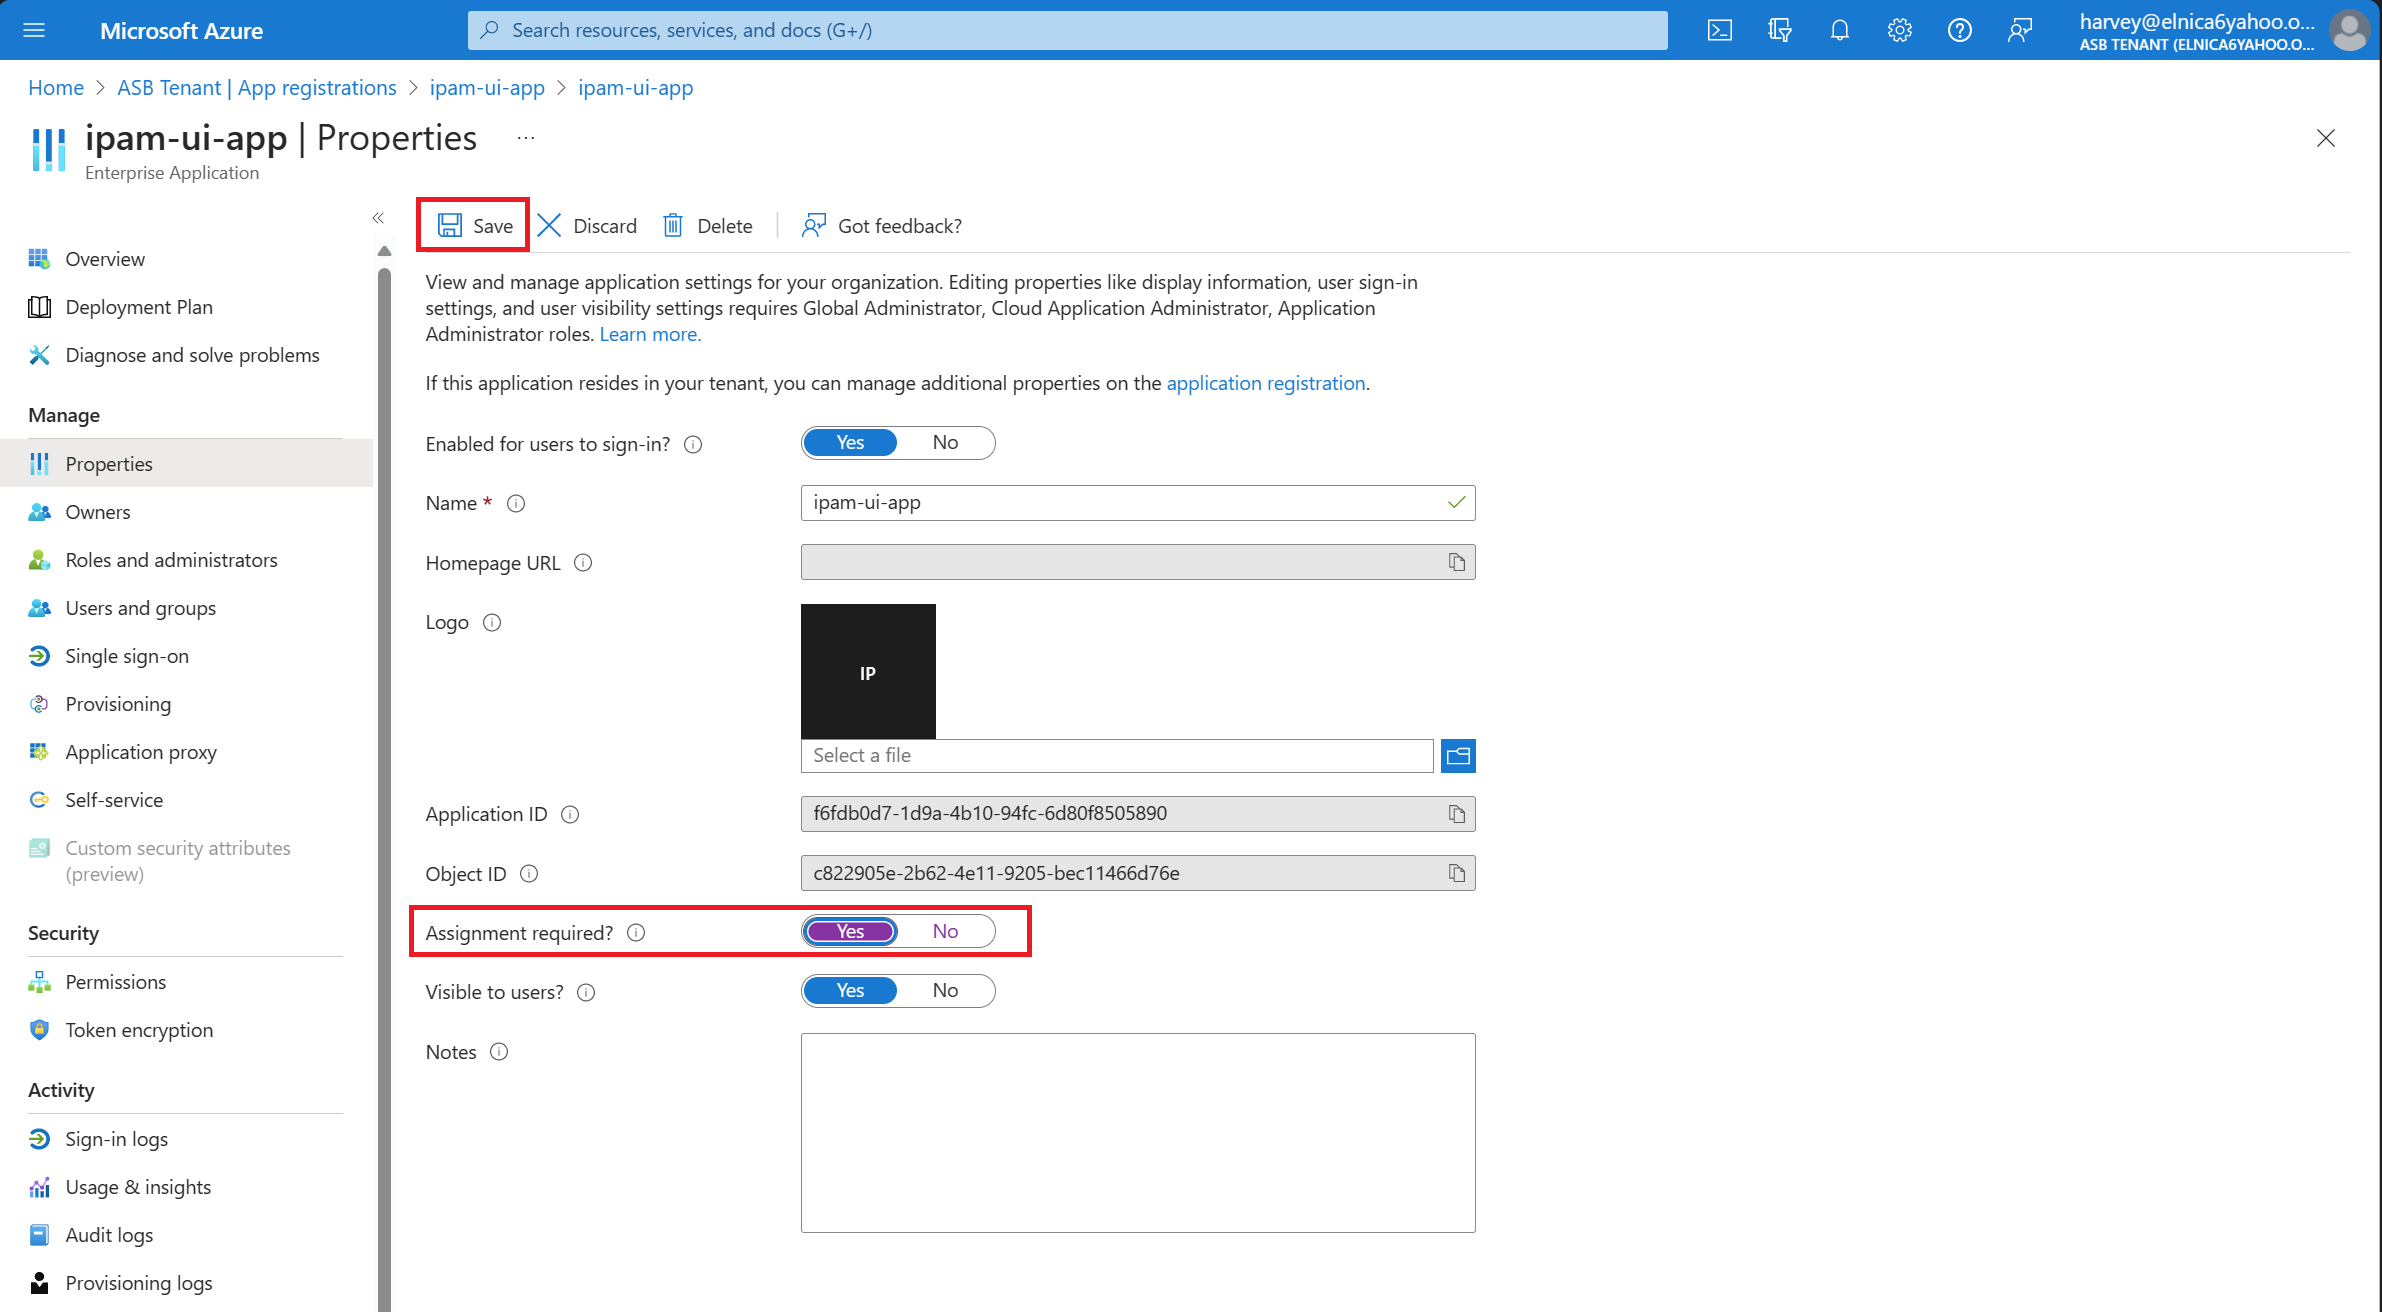 Microsoft Azure
Search resources, services, and docs (G+/)
harvey@elnica6yahoo.o...
ASB TENANT (ELNICA6YAHOO.O...
Home > ASB Tenant | App registrations > ipam-ui-app > ipam-ui-app
ipam-ui-app | Properties ...
Enterprise Application
Save
Discard
Delete
Got feedback?
Overview
Deployment Plan
Diagnose and solve problems
Manage
Properties
Owners
Roles and administrators
Users and groups
Single sign-on
Provisioning
Application proxy
Self-service
Custom security attributes
(preview)
Security
Permissions
Token encryption
Activity
Sign-in logs
Usage & insights
Audit logs
Provisioning logs
View and manage application settings for your organization. Editing properties like display information, user sign-in
settings, and user visibility settings requires Global Administrator, Cloud Application Administrator, Application
Administrator roles. Learn more.
If this application resides in your tenant, you can manage additional properties on the application registration.
Enabled for users to sign-in? Yes No
Name * ipam-ui-app
Homepage URL
Logo
IP
Select a file
Application ID f6fdb0d7-1d9a-4b10-94fc-6d80f8505890
Object ID c822905e-2b62-4e11-9205-bec11466d76e
Assignment required? Yes No
Visible to users? Yes No
Notes